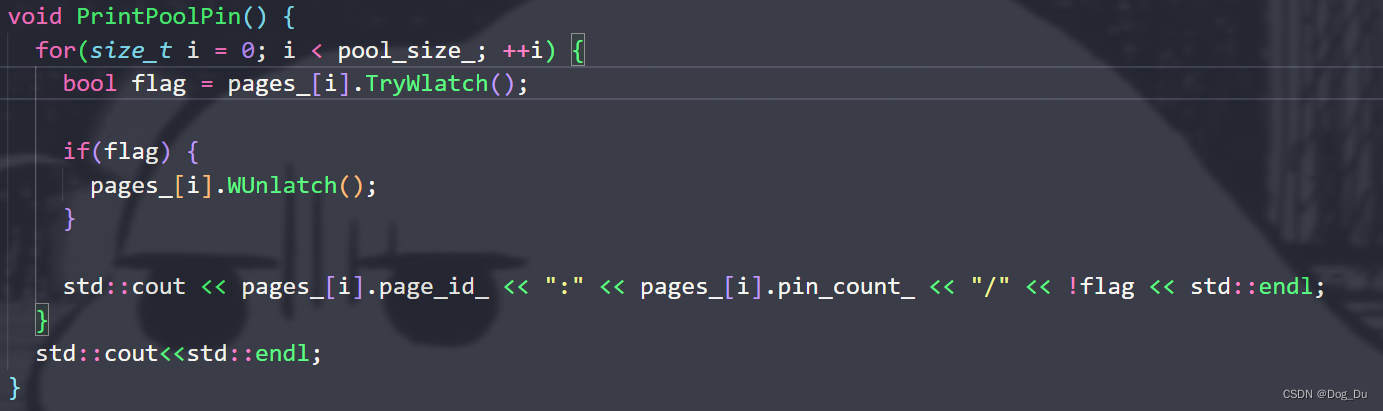 void PrintPoolPin() {
for(size_t i = 0; i < pool_size_; ++i) {
bool flag = pages_[i].TryWlatch();
if(flag) {
pages_[i].WUnlatch();
}
std::cout << pages_[i].page_id_ << ":" << pages_[i].pin_count_ << "/" << !flag << std::endl;
}
std::cout<<std::endl;
}
CSDN @Dog_Du